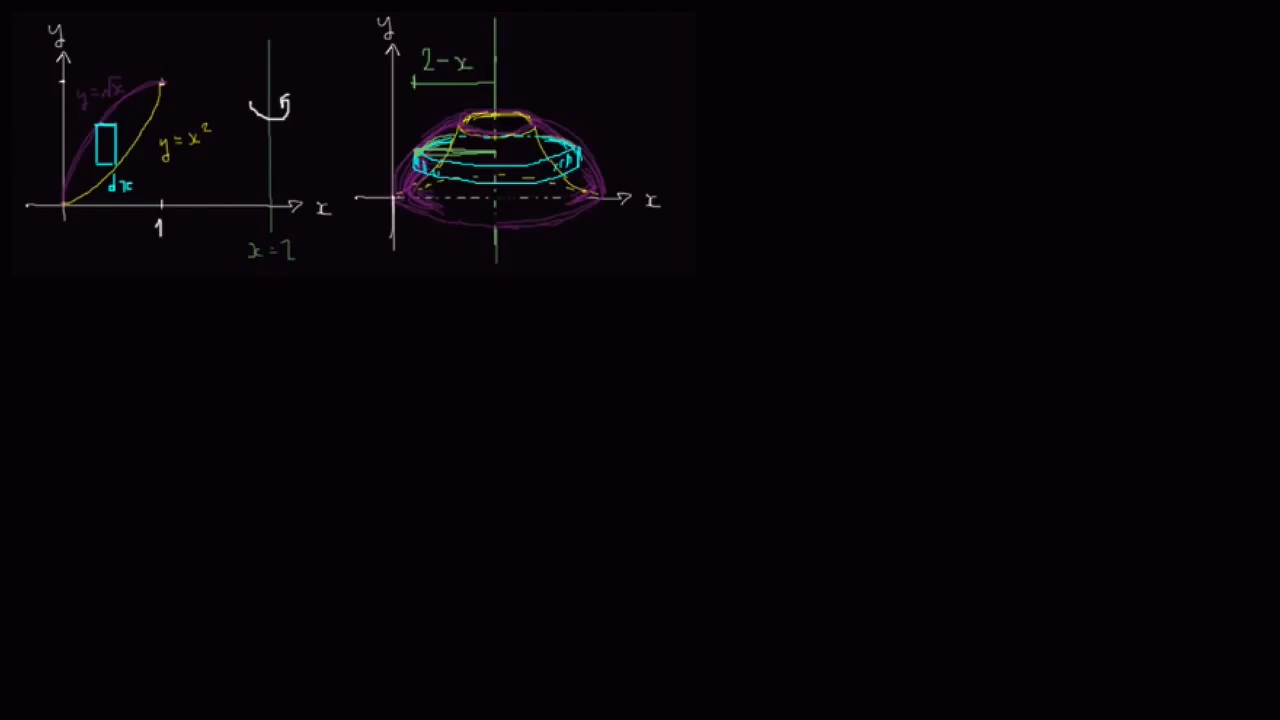 y
y = √x
y = x²
dx
x
1
x = 2
y
2 - x
x